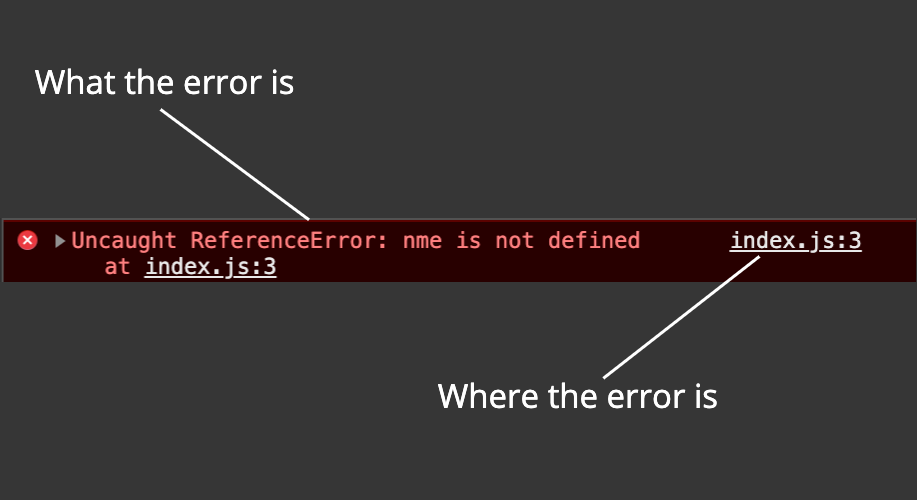 What the error is
Uncaught ReferenceError: nme is not defined index.js:3
at index.js:3
Where the error is